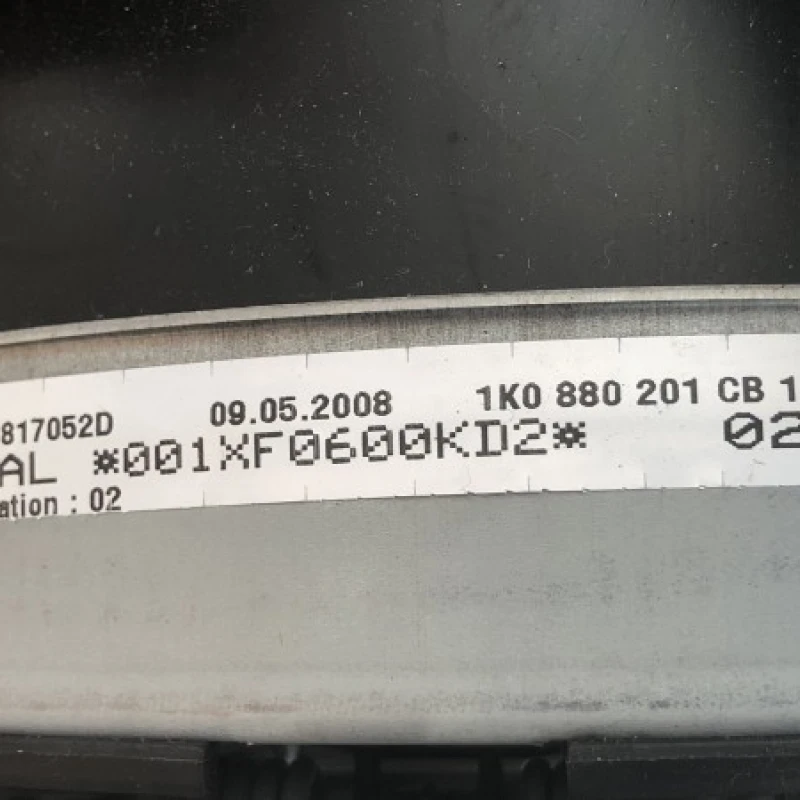 817052D 09.05.2008 1K0 880 201 CB 1
AL *001XF0600KD2* 02
ation : 02